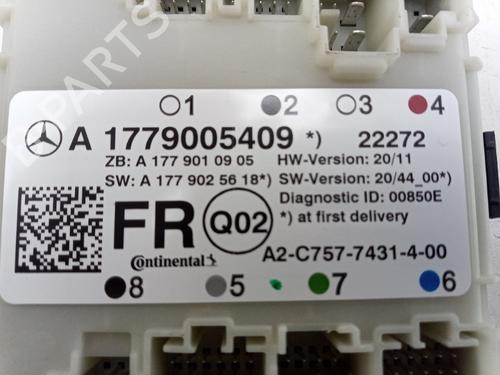 B-PARTS
1 2 3 4
A 1779005409 *) 22272
ZB: A 177 901 09 05 HW-Version: 20/11
SW: A 177 902 56 18*) SW-Version: 20/44_00*)
Diagnostic ID: 00850E
FR Q02 *) at first delivery
Continental A2-C757-7431-4-00
8 5 7 6